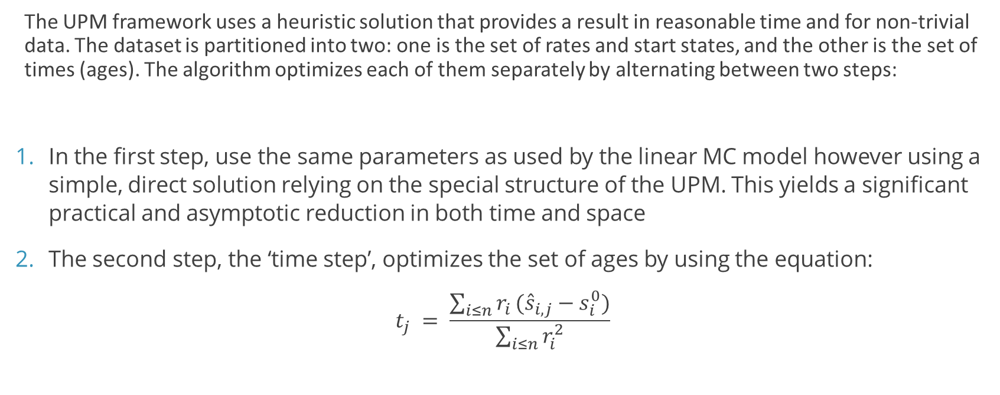 The UPM framework uses a heuristic solution that provides a result in reasonable time and for non-trivial
data. The dataset is partitioned into two: one is the set of rates and start states, and the other is the set of
times (ages). The algorithm optimizes each of them separately by alternating between two steps:
1. In the first step, use the same parameters as used by the linear MC model however using a
simple, direct solution relying on the special structure of the UPM. This yields a significant
practical and asymptotic reduction in both time and space
2. The second step, the ‘time step’, optimizes the set of ages by using the equation:
t_j = \frac{\sum_{i≤n} r_i (ŝ_{i,j} − s_i^0)}{\sum_{i≤n} r_i^2}